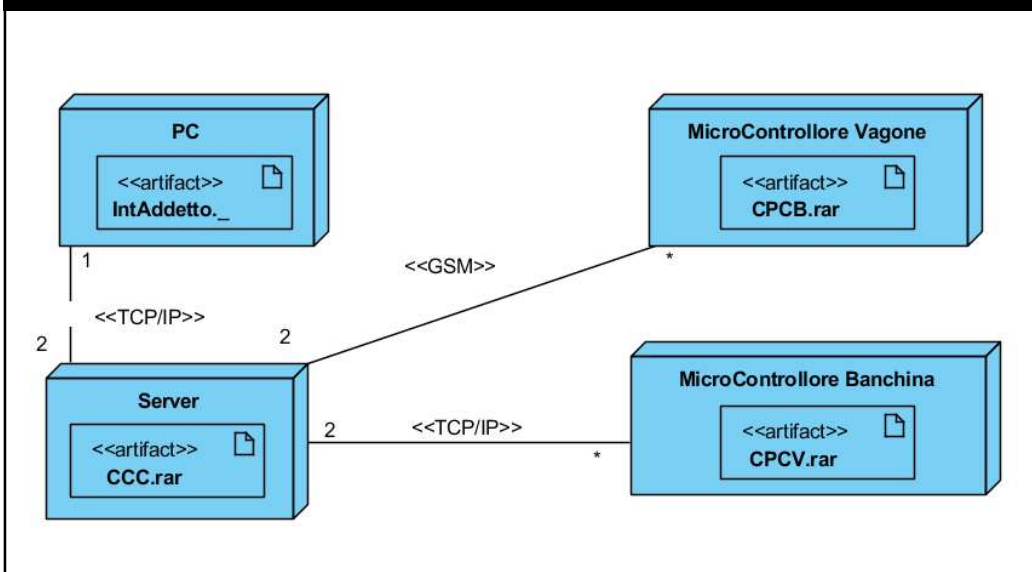 PC
<<artifact>>
IntAddetto._
MicroControllore Vagone
<<artifact>>
CPCB.rar
1
<<GSM>>
*
<<TCP/IP>>
2
2
Server
<<artifact>>
CCC.rar
2
<<TCP/IP>>
*
MicroControllore Banchina
<<artifact>>
CPCV.rar